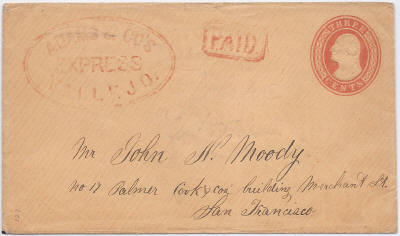 ADAMS & CO'S
EXPRESS
VALLEJO.
PAID
THREE
CENTS
Mr John N. Moody
No 17 Palmer Cook & Cos building Merchant St.
San Francisco